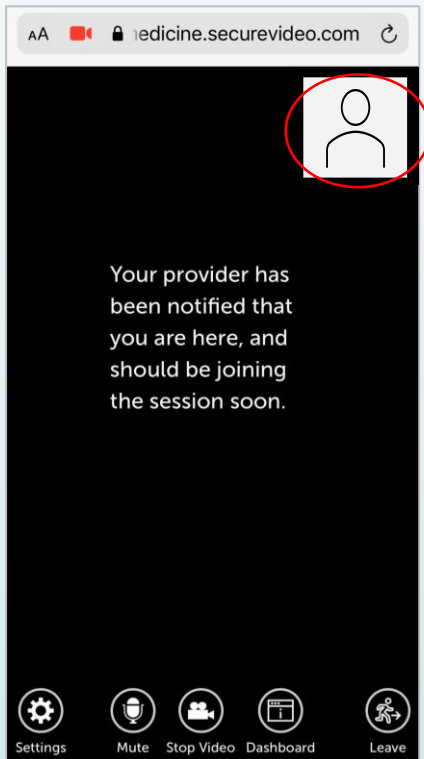 AA edicine.securevideo.com
Your provider has
been notified that
you are here, and
should be joining
the session soon.
Settings Mute Stop Video Dashboard Leave